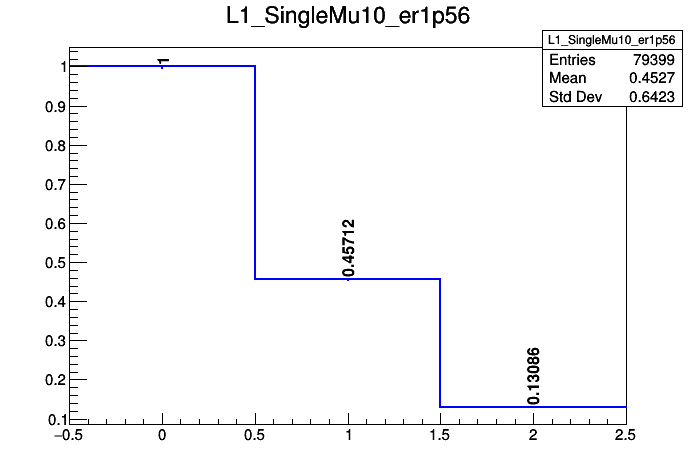 L1_SingleMu10_er1p56
L1_SingleMu10_er1p56
Entries 79399
Mean 0.4527
Std Dev 0.6423
1
0.9
0.8
0.7
0.6
0.5
0.4
0.3
0.2
0.1
1
0.45712
0.13086
−0.5 0 0.5 1 1.5 2 2.5